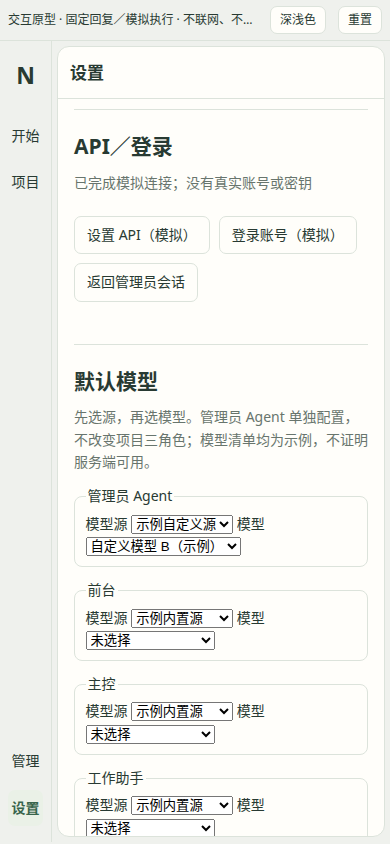 交互原型 · 固定回复／模拟执行 · 不联网、不…
深浅色
重置
N
开始
项目
管理
设置
设置
API／登录
已完成模拟连接；没有真实账号或密钥
设置 API（模拟）
登录账号（模拟）
返回管理员会话
默认模型
先选源，再选模型。管理员 Agent 单独配置，
不改变项目三角色；模型清单均为示例，不证明
服务端可用。
管理员 Agent
模型源 示例自定义源 模型
自定义模型 B（示例）
前台
模型源 示例内置源 模型
未选择
主控
模型源 示例内置源 模型
未选择
工作助手
模型源 示例内置源 模型
未选择